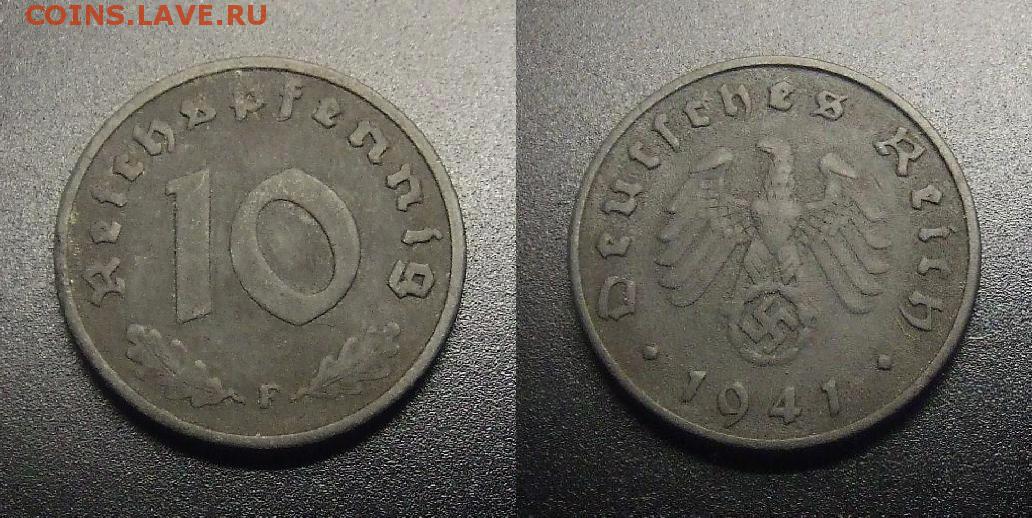 COINS.LAVE.RU
Reichspfennig
10
F
Deutsches Reich
1941